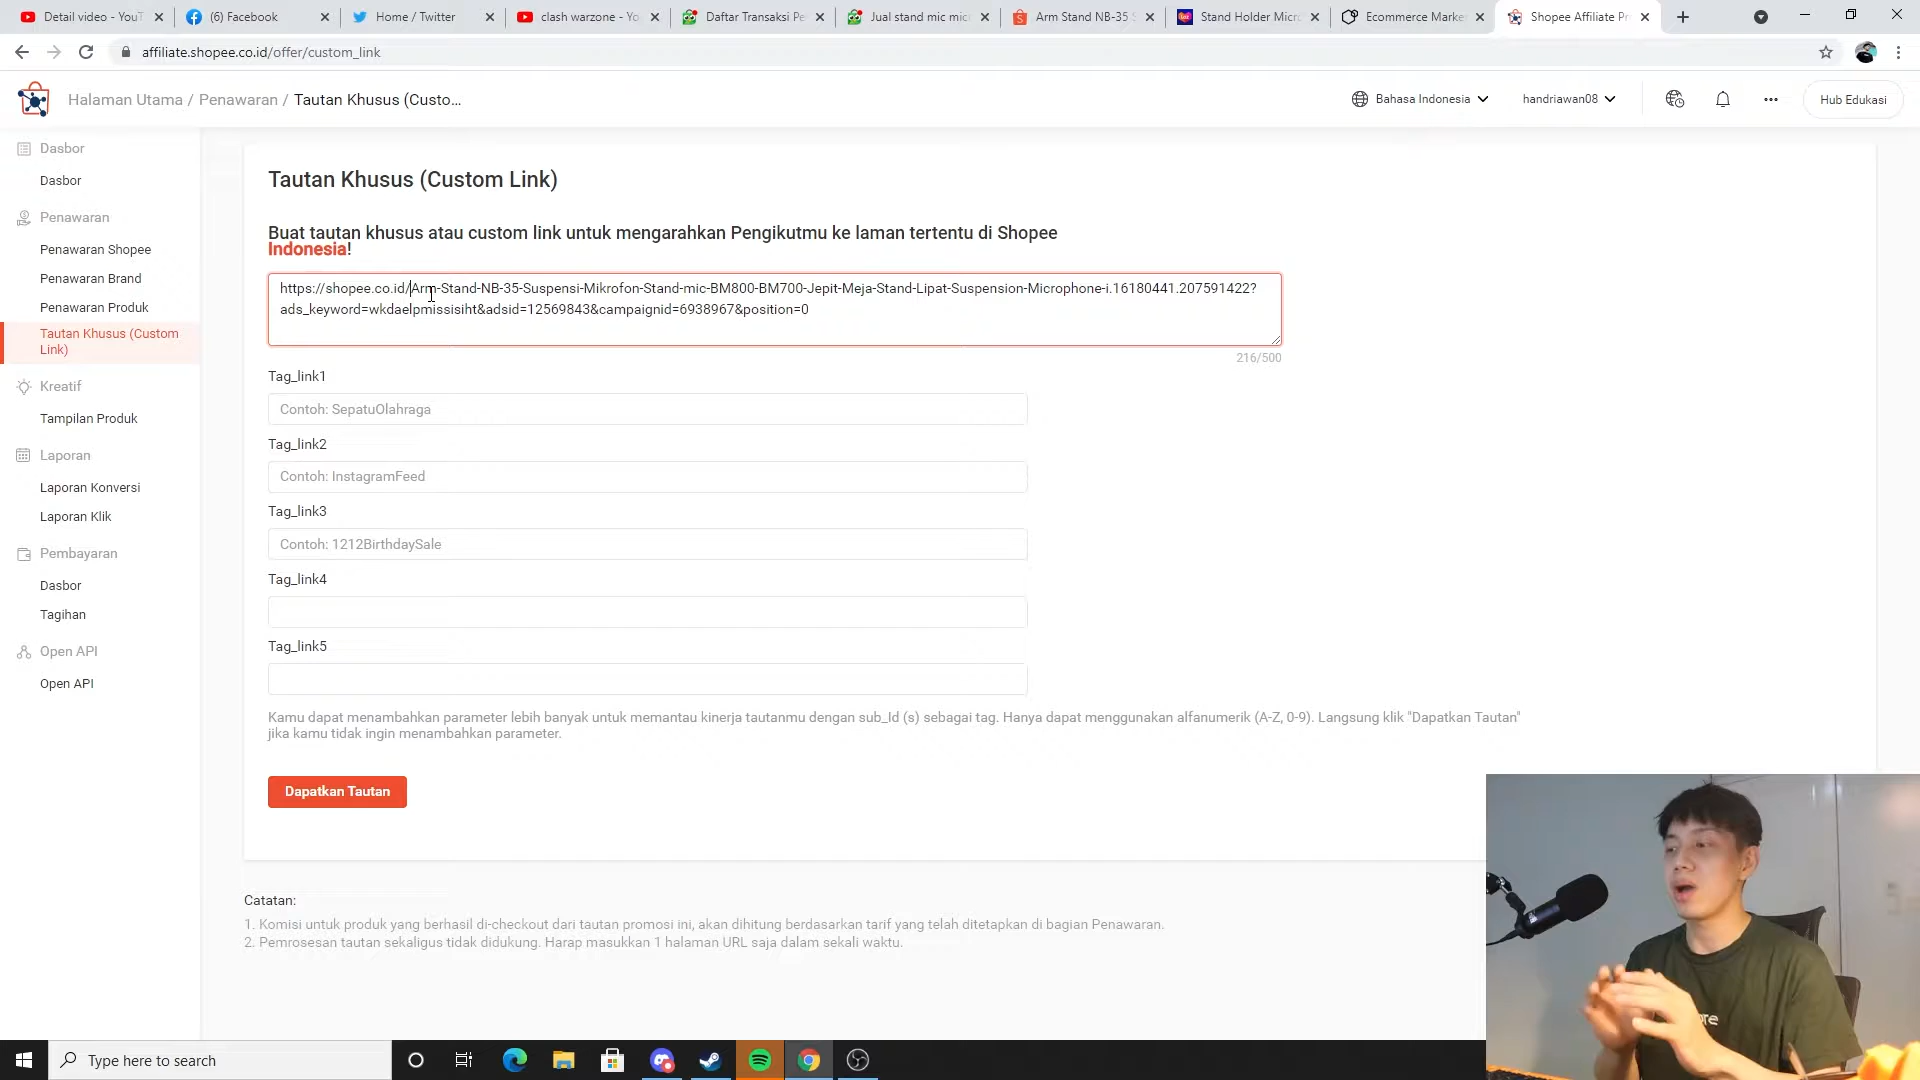 Detail video - YouT
(6) Facebook
Home / Twitter
clash warzone - Yo
Daftar Transaksi Pe
Jual stand mic mic
Arm Stand NB-35 S
Stand Holder Micr
Ecommerce Marke
Shopee Affiliate Pr
affiliate.shopee.co.id/offer/custom_link
Halaman Utama / Penawaran / Tautan Khusus (Custo...
Bahasa Indonesia
handriawan08
Hub Edukasi
Dasbor
Dasbor
Penawaran
Penawaran Shopee
Penawaran Brand
Penawaran Produk
Tautan Khusus (Custom
Link)
Kreatif
Tampilan Produk
Laporan
Laporan Konversi
Laporan Klik
Pembayaran
Dasbor
Tagihan
Open API
Open API
Tautan Khusus (Custom Link)
Buat tautan khusus atau custom link untuk mengarahkan Pengikutmu ke laman tertentu di Shopee
Indonesia!
https://shopee.co.id/Arm-Stand-NB-35-Suspensi-Mikrofon-Stand-mic-BM800-BM700-Jepit-Meja-Stand-Lipat-Suspension-Microphone-i.16180441.207591422?
ads_keyword=wkdaelpmissisiht&adsid=12569843&campaignid=6938967&position=0
216/500
Tag_link1
Contoh: SepatuOlahraga
Tag_link2
Contoh: InstagramFeed
Tag_link3
Contoh: 1212BirthdaySale
Tag_link4
Tag_link5
Kamu dapat menambahkan parameter lebih banyak untuk memantau kinerja tautanmu dengan sub_Id (s) sebagai tag. Hanya dapat menggunakan alfanumerik (A-Z, 0-9). Langsung klik "Dapatkan Tautan"
jika kamu tidak ingin menambahkan parameter.
Dapatkan Tautan
Catatan:
1. Komisi untuk produk yang berhasil di-checkout dari tautan promosi ini, akan dihitung berdasarkan tarif yang telah ditetapkan di bagian Penawaran.
2. Pemrosesan tautan sekaligus tidak didukung. Harap masukkan 1 halaman URL saja dalam sekali waktu.
Type here to search